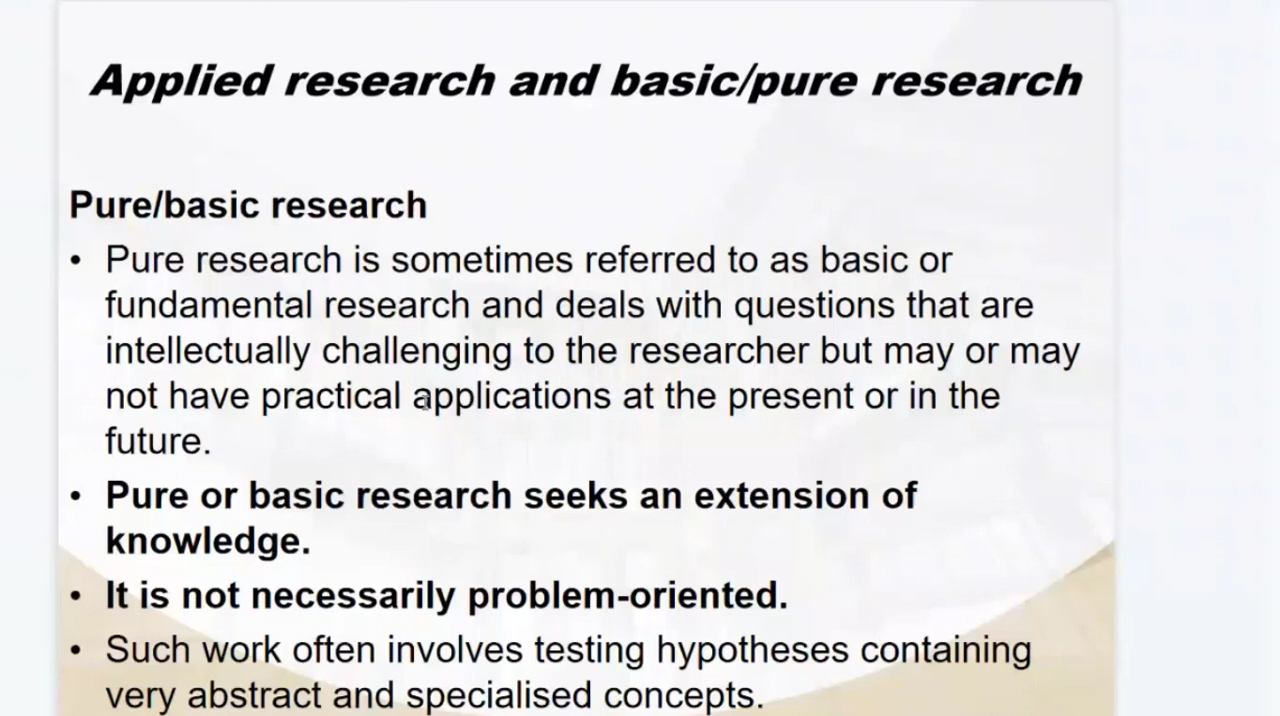 Applied research and basic/pure research
Pure/basic research
• Pure research is sometimes referred to as basic or
fundamental research and deals with questions that are
intellectually challenging to the researcher but may or may
not have practical applications at the present or in the
future.
• Pure or basic research seeks an extension of
knowledge.
• It is not necessarily problem-oriented.
• Such work often involves testing hypotheses containing
very abstract and specialised concepts.